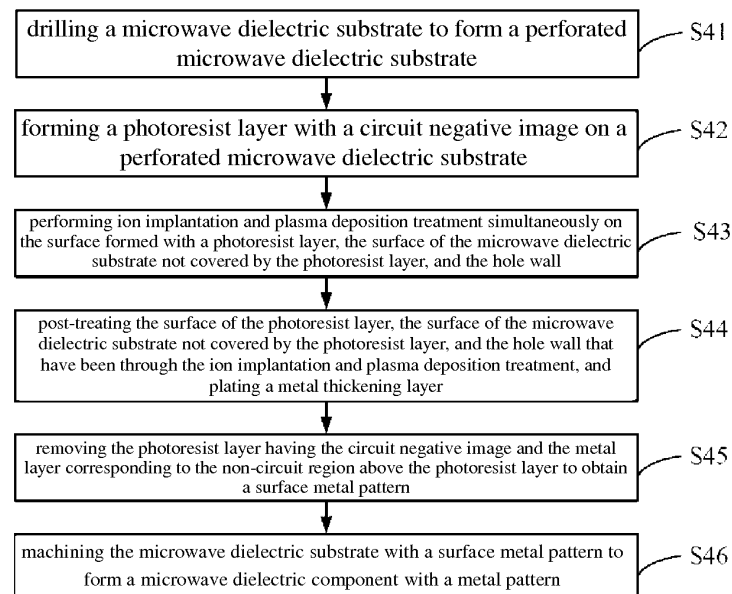 drilling a microwave dielectric substrate to form a perforated
microwave dielectric substrate
S41
forming a photoresist layer with a circuit negative image on a
perforated microwave dielectric substrate
S42
performing ion implantation and plasma deposition treatment simultaneously on
the surface formed with a photoresist layer, the surface of the microwave dielectric
substrate not covered by the photoresist layer, and the hole wall
S43
post-treating the surface of the photoresist layer, the surface of the microwave
dielectric substrate not covered by the photoresist layer, and the hole wall that
have been through the ion implantation and plasma deposition treatment, and
plating a metal thickening layer
S44
removing the photoresist layer having the circuit negative image and the metal
layer corresponding to the non-circuit region above the photoresist layer to obtain
a surface metal pattern
S45
machining the microwave dielectric substrate with a surface metal pattern to
form a microwave dielectric component with a metal pattern
S46